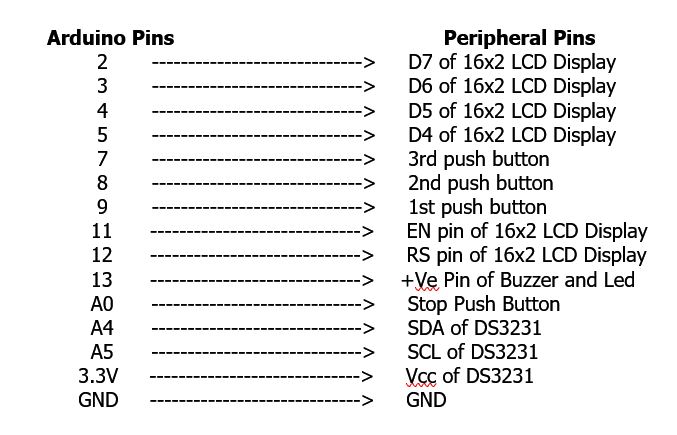 Arduino Pins Peripheral Pins
2 ------------------------------> D7 of 16x2 LCD Display
3 ------------------------------> D6 of 16x2 LCD Display
4 ------------------------------> D5 of 16x2 LCD Display
5 ------------------------------> D4 of 16x2 LCD Display
7 ------------------------------> 3rd push button
8 ------------------------------> 2nd push button
9 ------------------------------> 1st push button
11 ------------------------------> EN pin of 16x2 LCD Display
12 ------------------------------> RS pin of 16x2 LCD Display
13 ------------------------------> +Ve Pin of Buzzer and Led
A0 ------------------------------> Stop Push Button
A4 ------------------------------> SDA of DS3231
A5 ------------------------------> SCL of DS3231
3.3V ------------------------------> Vcc of DS3231
GND ------------------------------> GND